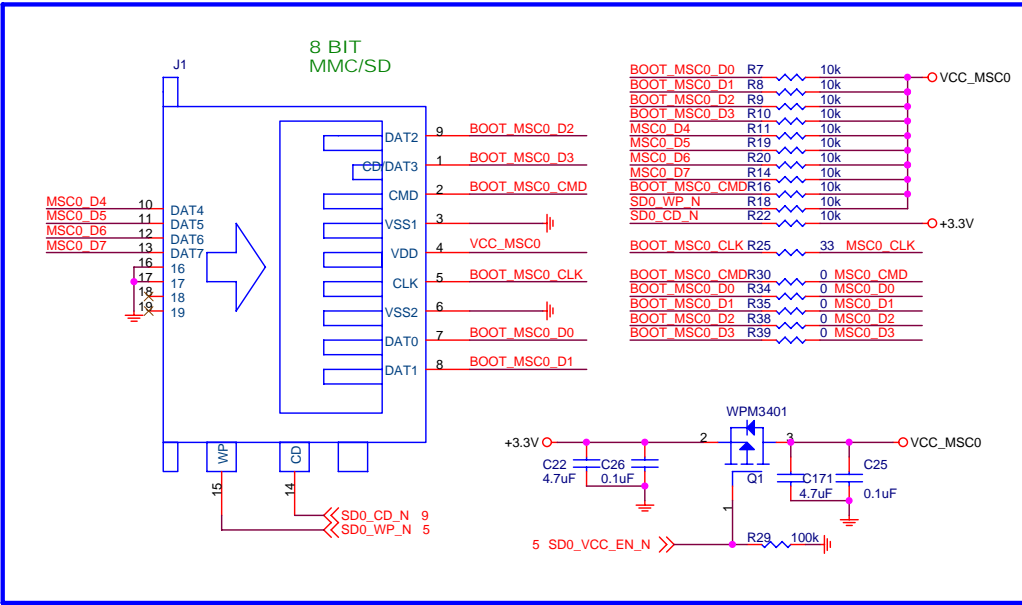 8 BIT
MMC/SD
J1
DAT2 9 BOOT_MSC0_D2
CD/DAT3 1 BOOT_MSC0_D3
CMD 2 BOOT_MSC0_CMD
VSS1 3
VDD 4 VCC_MSC0
CLK 5 BOOT_MSC0_CLK
VSS2 6
DAT0 7 BOOT_MSC0_D0
DAT1 8 BOOT_MSC0_D1
MSC0_D4 10 DAT4
MSC0_D5 11 DAT5
MSC0_D6 12 DAT6
MSC0_D7 13 DAT7
16 16
17 17
18 18
19 19
WP
CD
15
14
SD0_CD_N 9
SD0_WP_N 5
BOOT_MSC0_D0 R7 10k VCC_MSC0
BOOT_MSC0_D1 R8 10k
BOOT_MSC0_D2 R9 10k
BOOT_MSC0_D3 R10 10k
MSC0_D4 R11 10k
MSC0_D5 R19 10k
MSC0_D6 R20 10k
MSC0_D7 R14 10k
BOOT_MSC0_CMD R16 10k
SD0_WP_N R18 10k
SD0_CD_N R22 10k +3.3V
BOOT_MSC0_CLK R25 33 MSC0_CLK
BOOT_MSC0_CMD R30 0 MSC0_CMD
BOOT_MSC0_D0 R34 0 MSC0_D0
BOOT_MSC0_D1 R35 0 MSC0_D1
BOOT_MSC0_D2 R38 0 MSC0_D2
BOOT_MSC0_D3 R39 0 MSC0_D3
WPM3401
+3.3V 2 3 VCC_MSC0
C22 C26 Q1 C171 C25
4.7uF 0.1uF 4.7uF 0.1uF
1
5 SD0_VCC_EN_N R29 100k